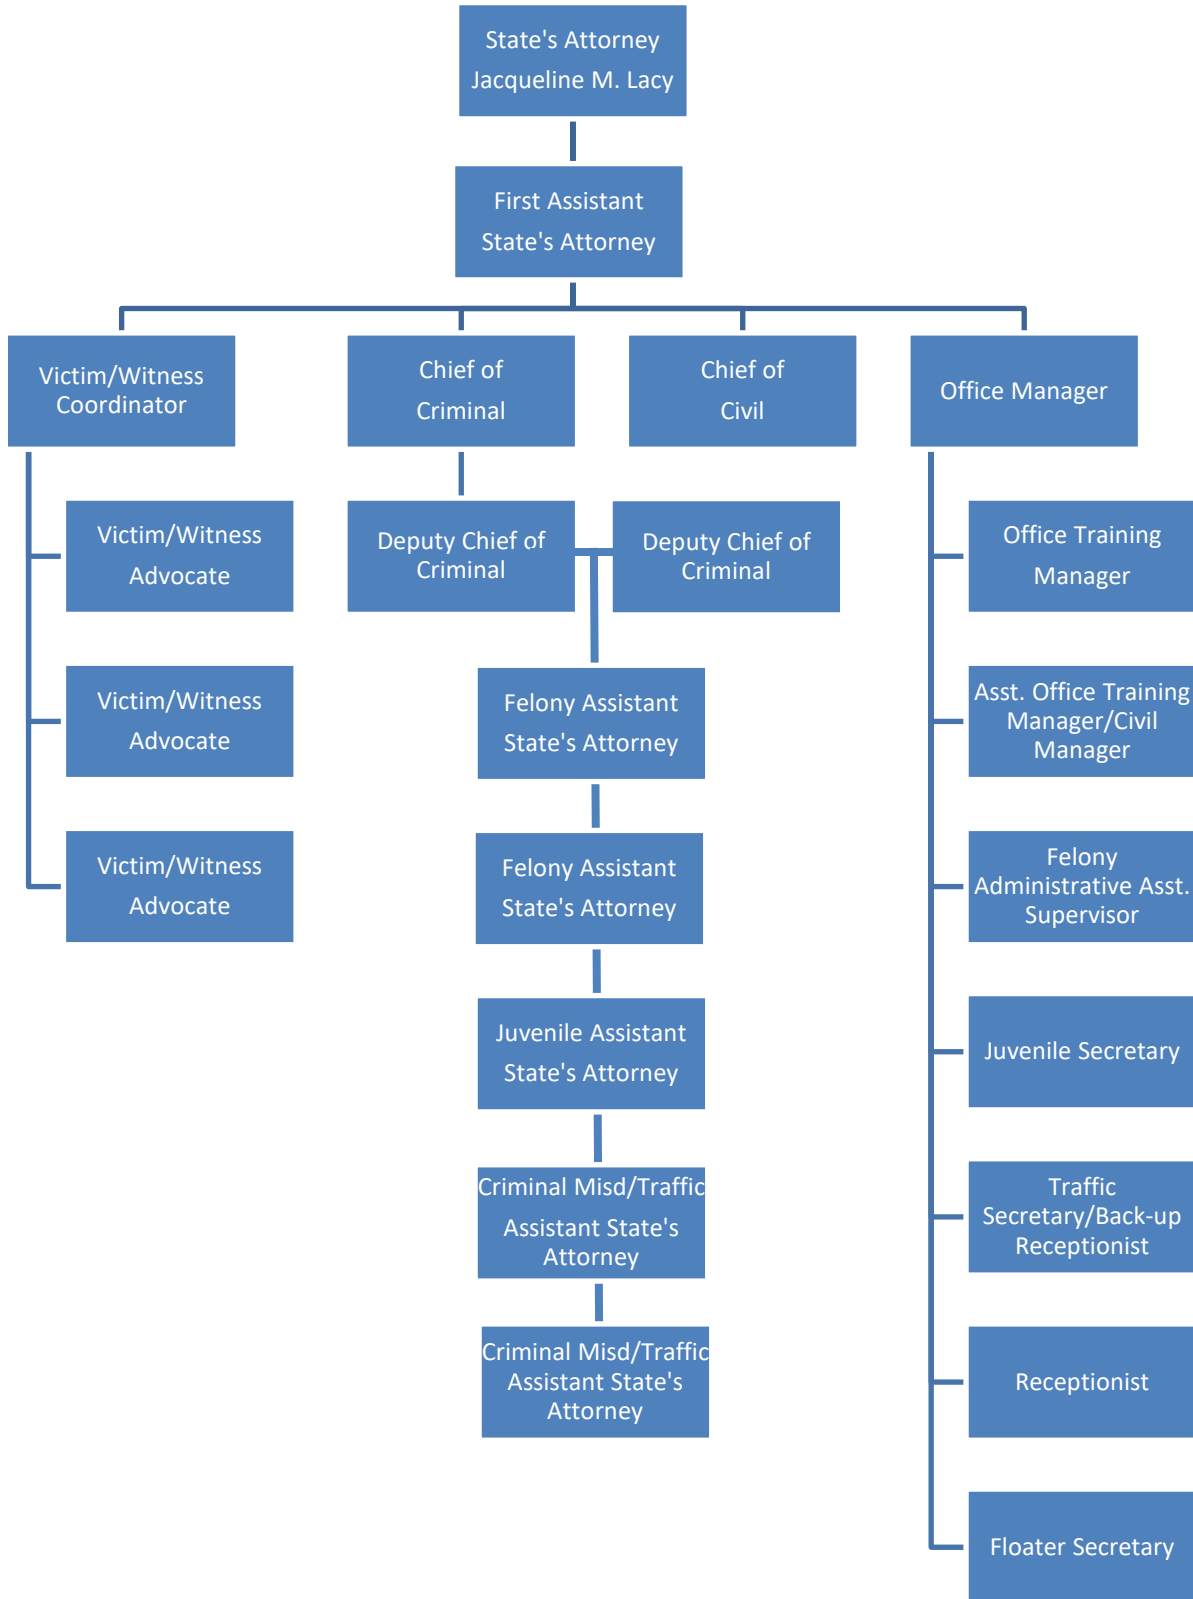 State's Attorney
Jacqueline M. Lacy
First Assistant
State's Attorney
Victim/Witness
Coordinator
Chief of
Criminal
Chief of
Civil
Office Manager
Victim/Witness
Advocate
Victim/Witness
Advocate
Victim/Witness
Advocate
Deputy Chief of
Criminal
Deputy Chief of
Criminal
Felony Assistant
State's Attorney
Felony Assistant
State's Attorney
Juvenile Assistant
State's Attorney
Criminal Misd/Traffic
Assistant State's
Attorney
Criminal Misd/Traffic
Assistant State's
Attorney
Office Training
Manager
Asst. Office Training
Manager/Civil
Manager
Felony
Administrative Asst.
Supervisor
Juvenile Secretary
Traffic
Secretary/Back-up
Receptionist
Receptionist
Floater Secretary